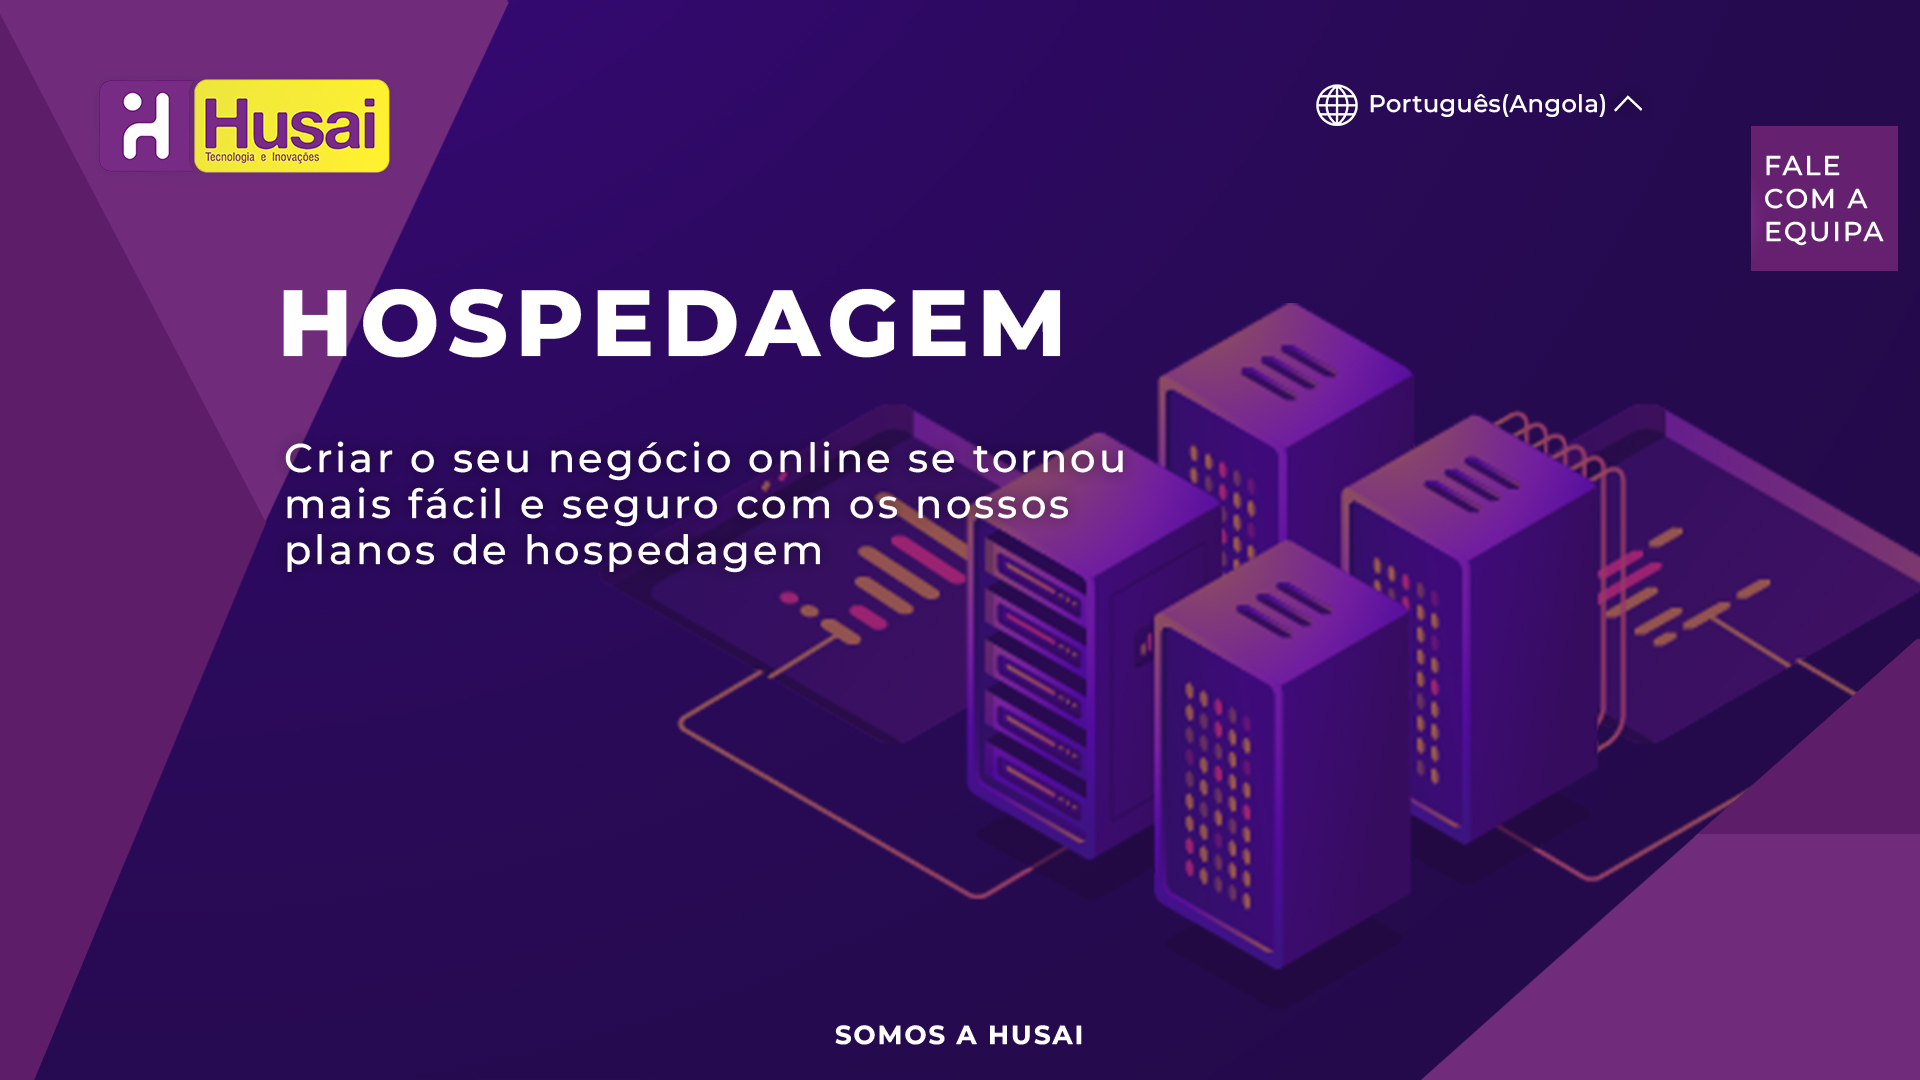 Husai
Tecnologia e Inovações
Português(Angola)
FALE
COM A
EQUIPA
HOSPEDAGEM
Criar o seu negócio online se tornou
mais fácil e seguro com os nossos
planos de hospedagem
SOMOS A HUSAI